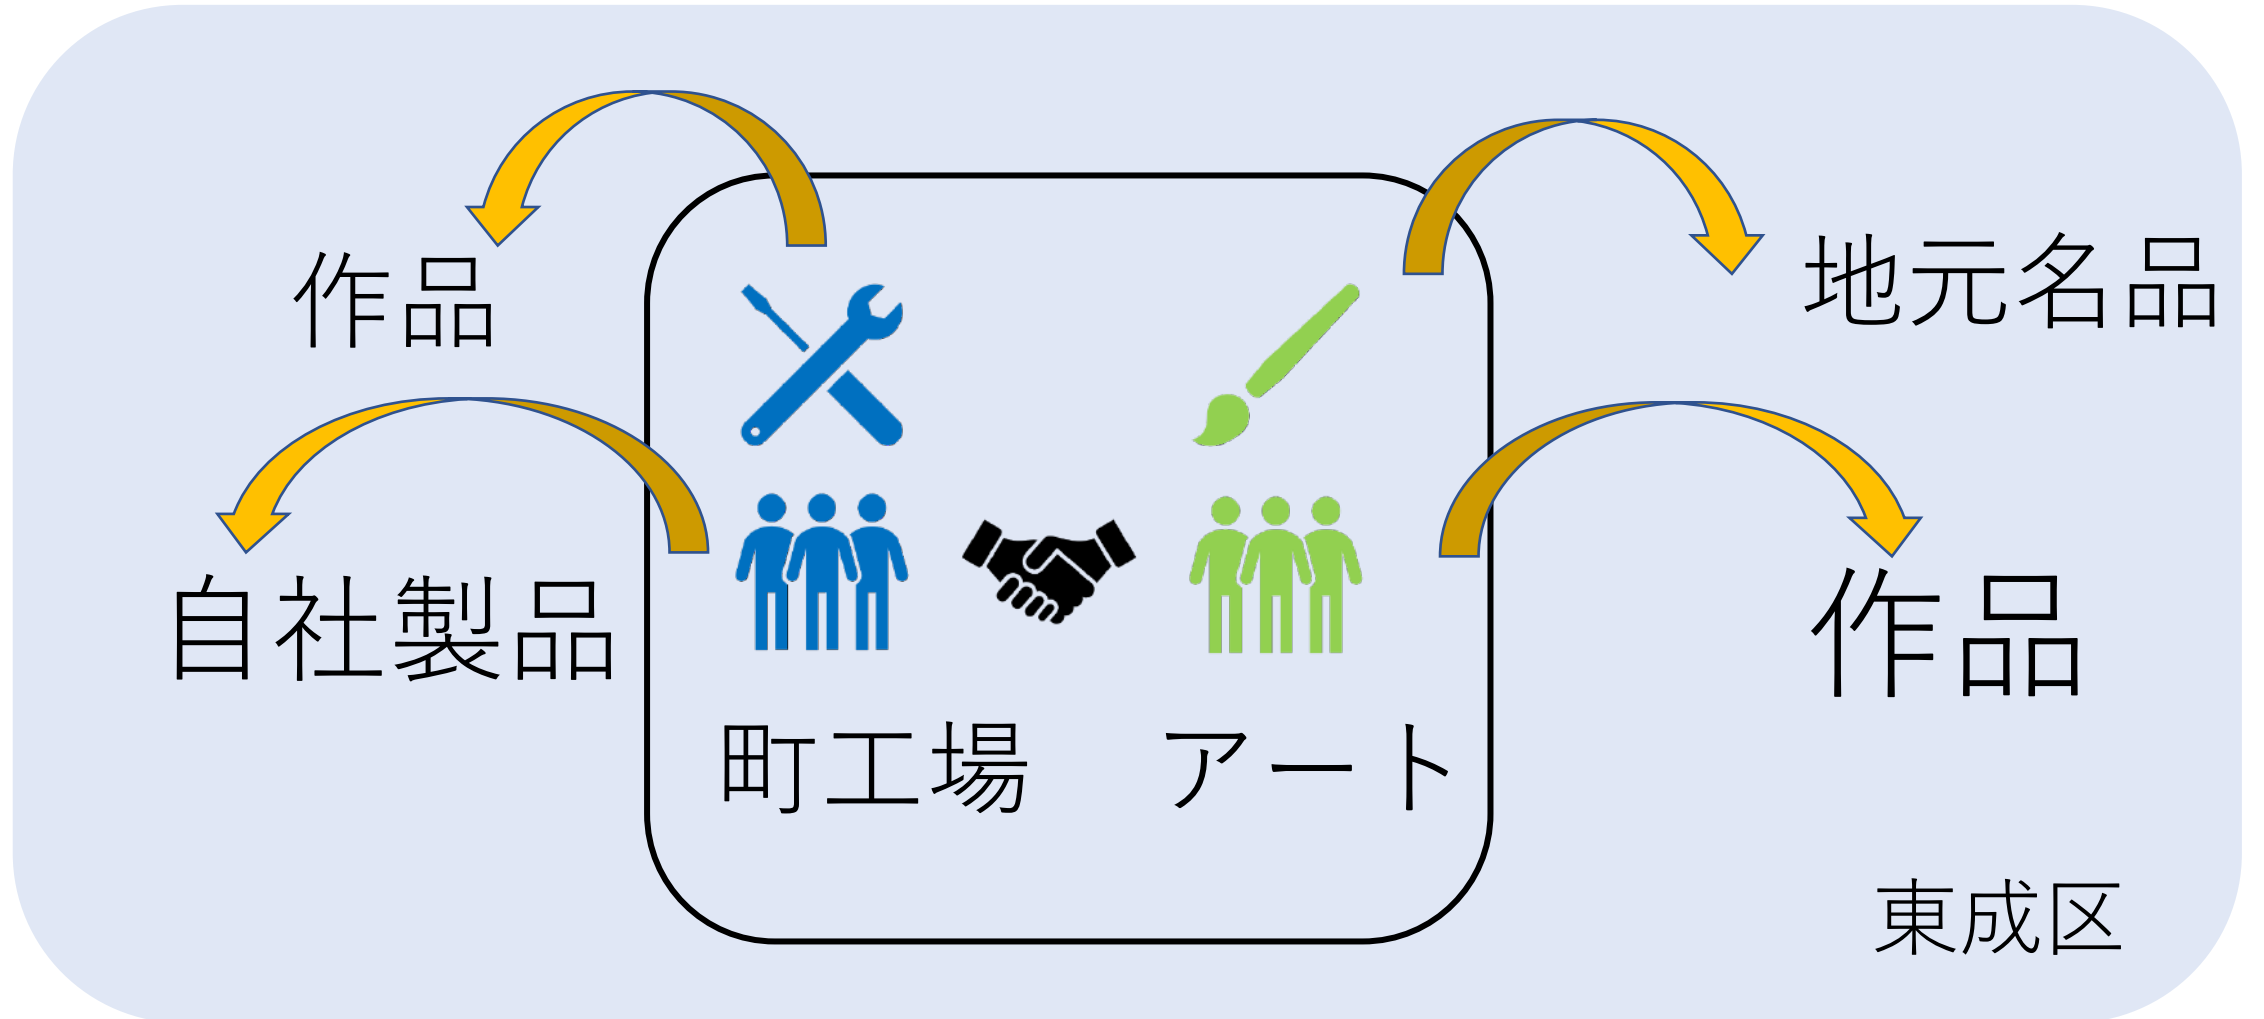 作品
地元名品
自社製品
作品
町工場
アート
東成区